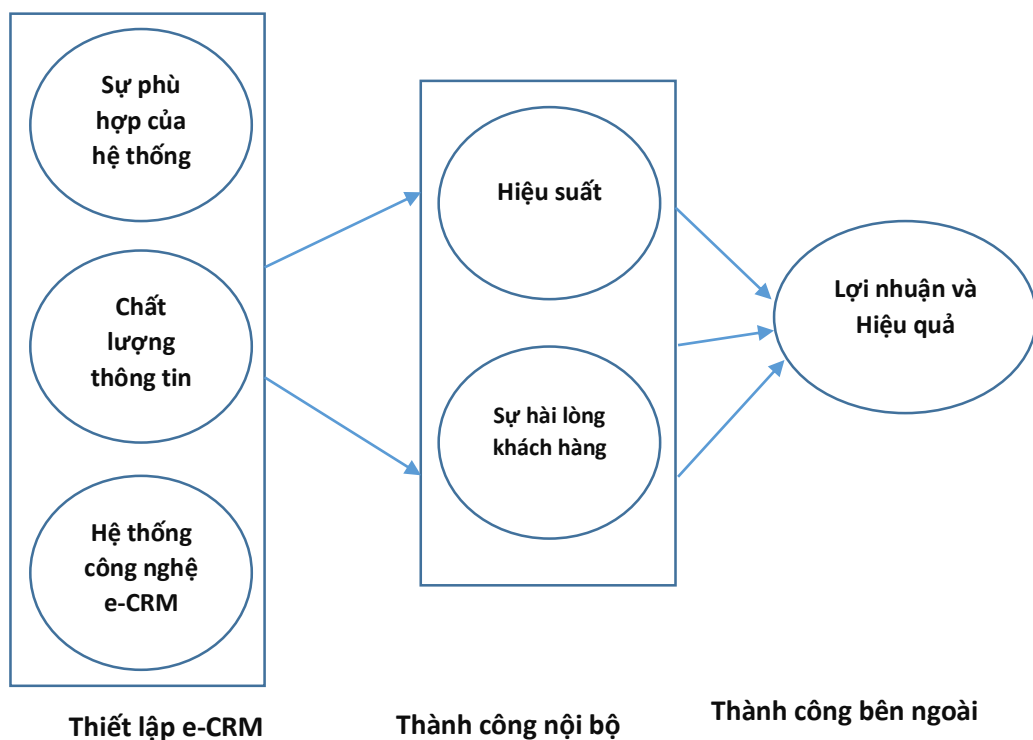 Sự phù
hợp của
hệ thống
Chất
lượng
thông tin
Hệ thống
công nghệ
e-CRM
Hiệu suất
Sự hài lòng
khách hàng
Lợi nhuận và
Hiệu quả
Thiết lập e-CRM
Thành công nội bộ
Thành công bên ngoài